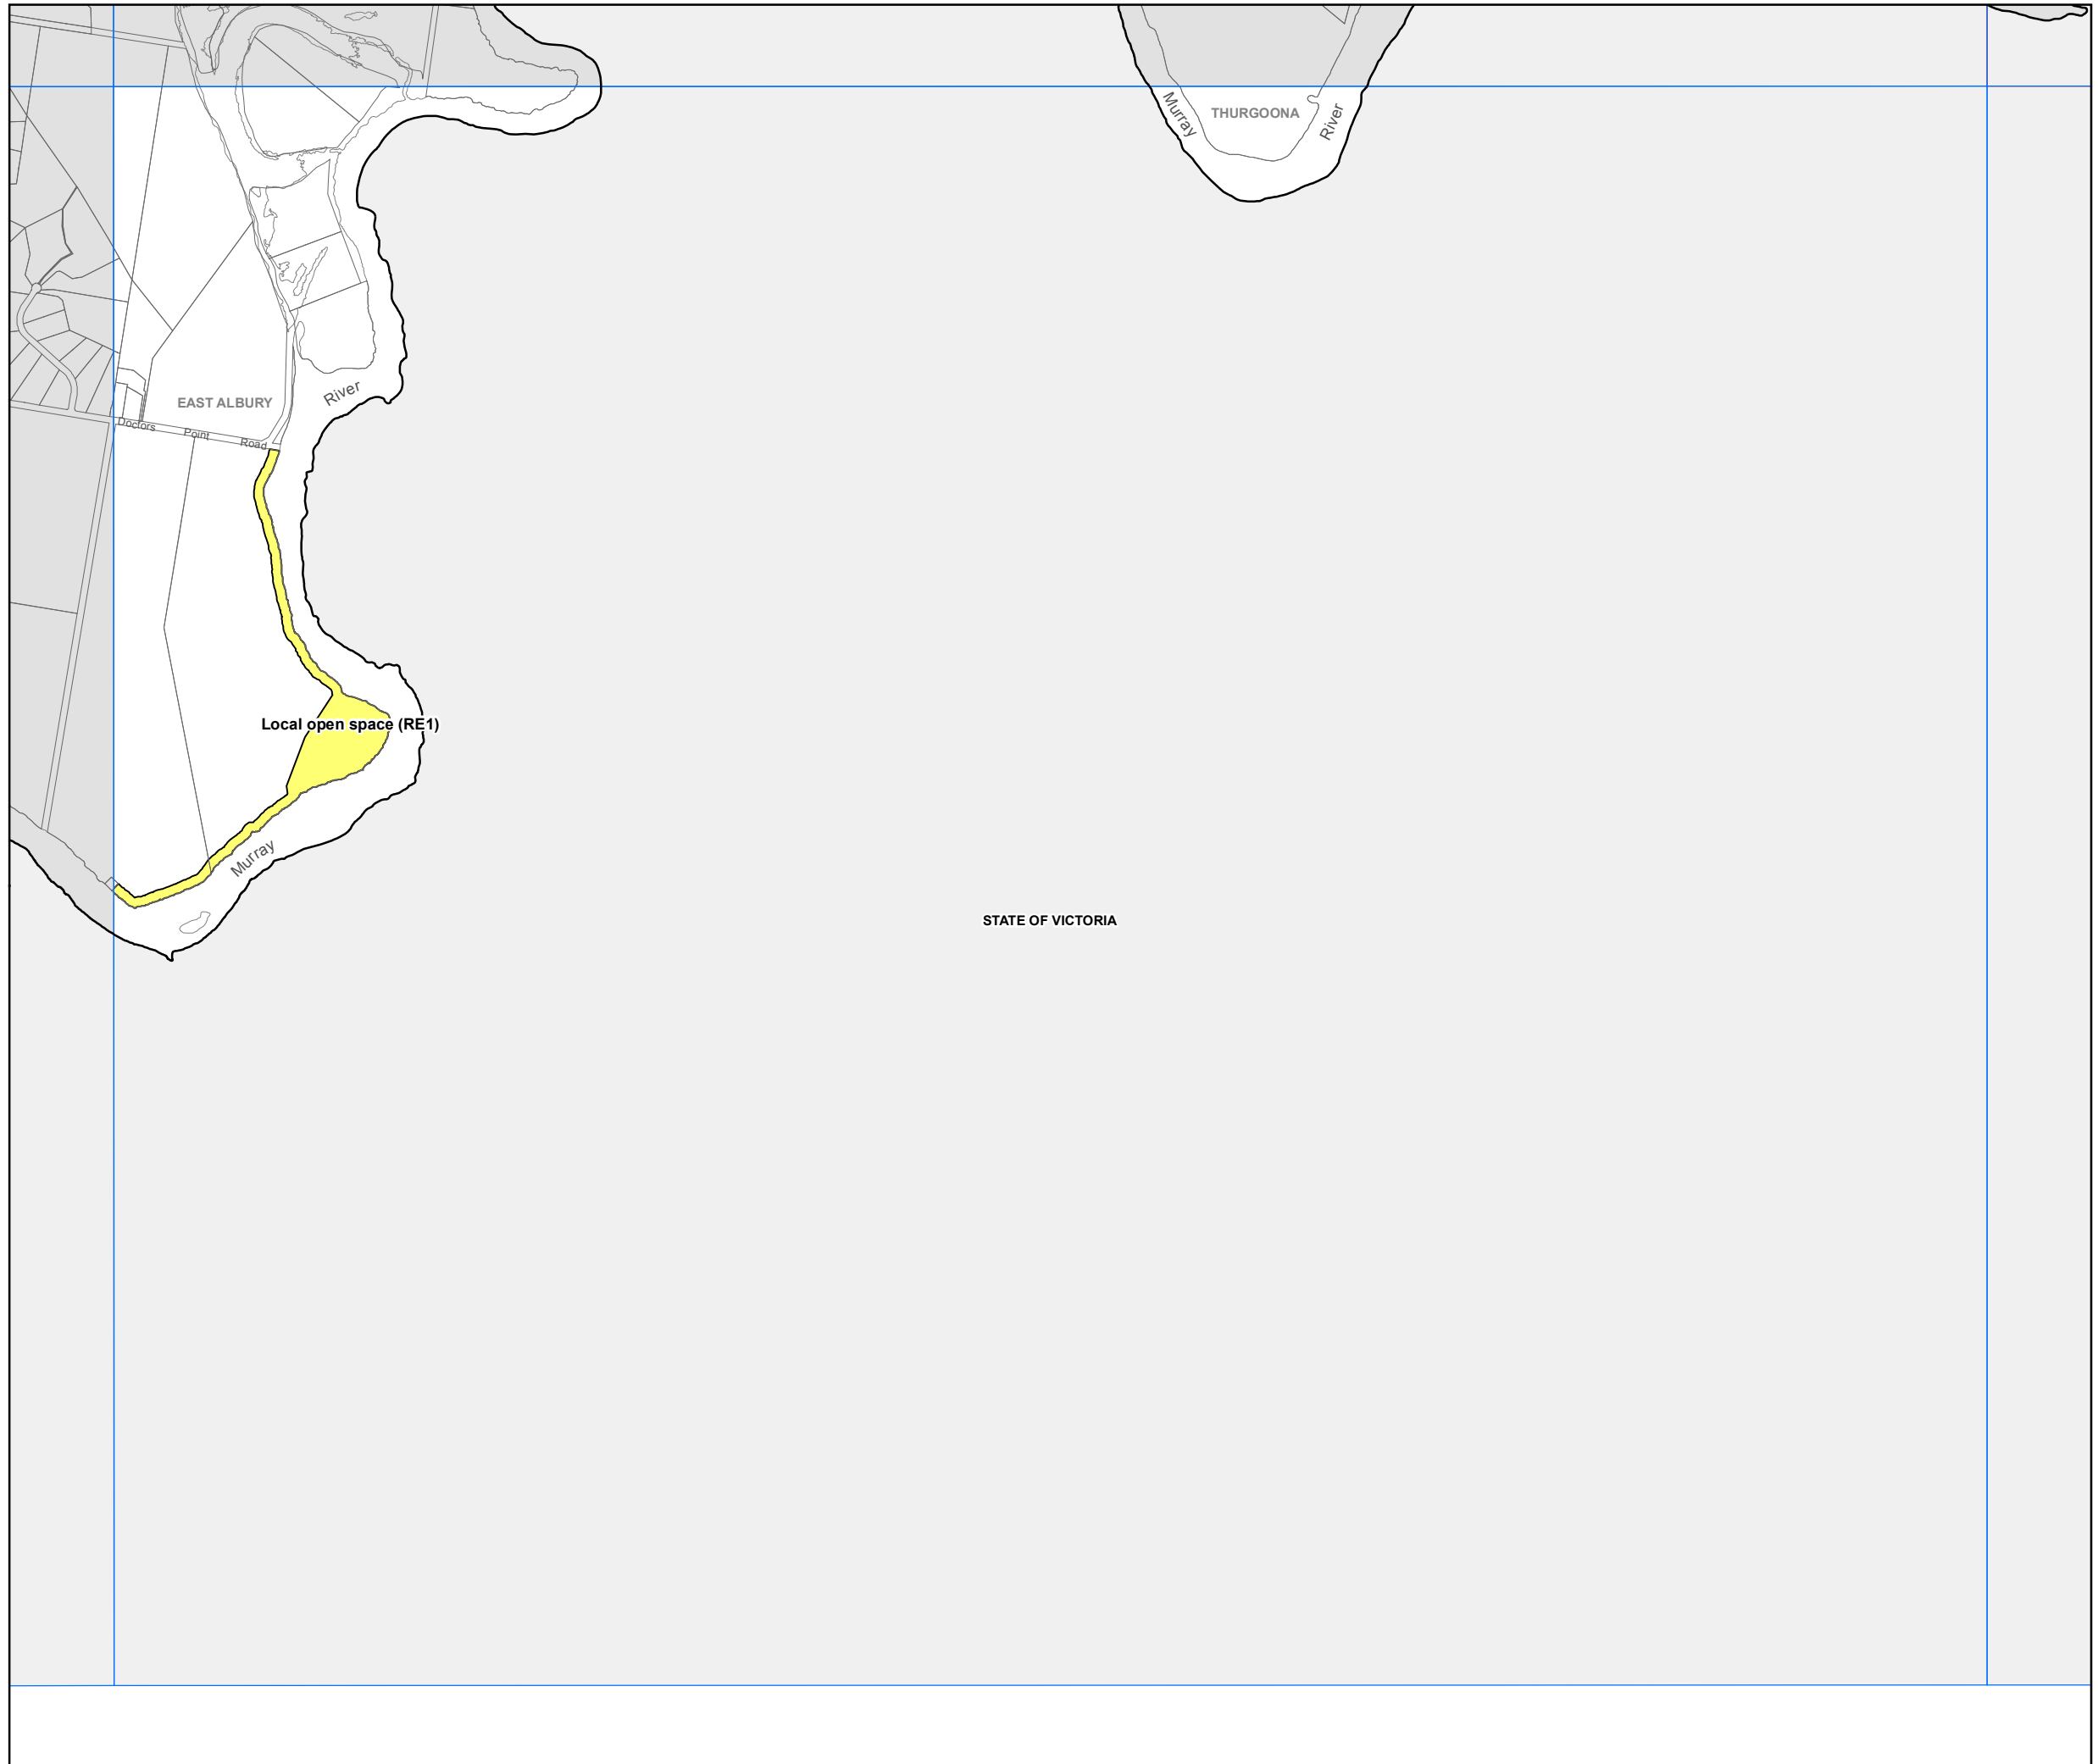 Murray
THURGOONA
River
River
EAST ALBURY
Doctors Point Road
Local open space (RE1)
Murray
STATE OF VICTORIA